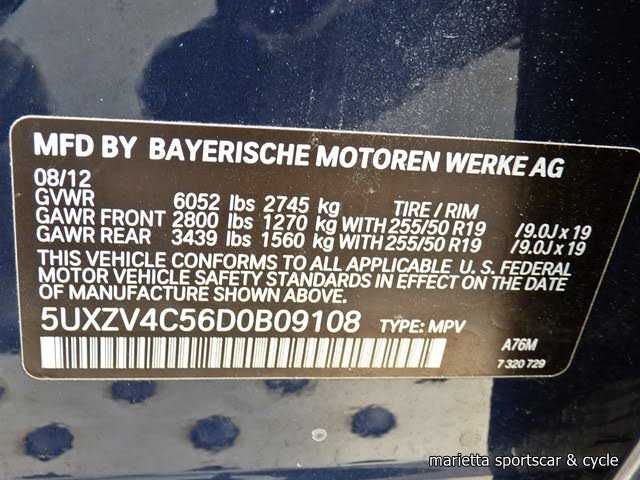 MFD BY BAYERISCHE MOTOREN WERKE AG
08/12
GVWR 6052 lbs 2745 kg TIRE / RIM
GAWR FRONT 2800 lbs 1270 kg WITH 255/50 R19 /9.0J x 19
GAWR REAR 3439 lbs 1560 kg WITH 255/50 R19 /9.0J x 19
THIS VEHICLE CONFORMS TO ALL APPLICABLE U. S. FEDERAL
MOTOR VEHICLE SAFETY STANDARDS IN EFFECT ON THE DATE
OF MANUFACTURE SHOWN ABOVE.
5UXZV4C56D0B09108 TYPE: MPV
A76M
7 320 729
marietta sportscar & cycle